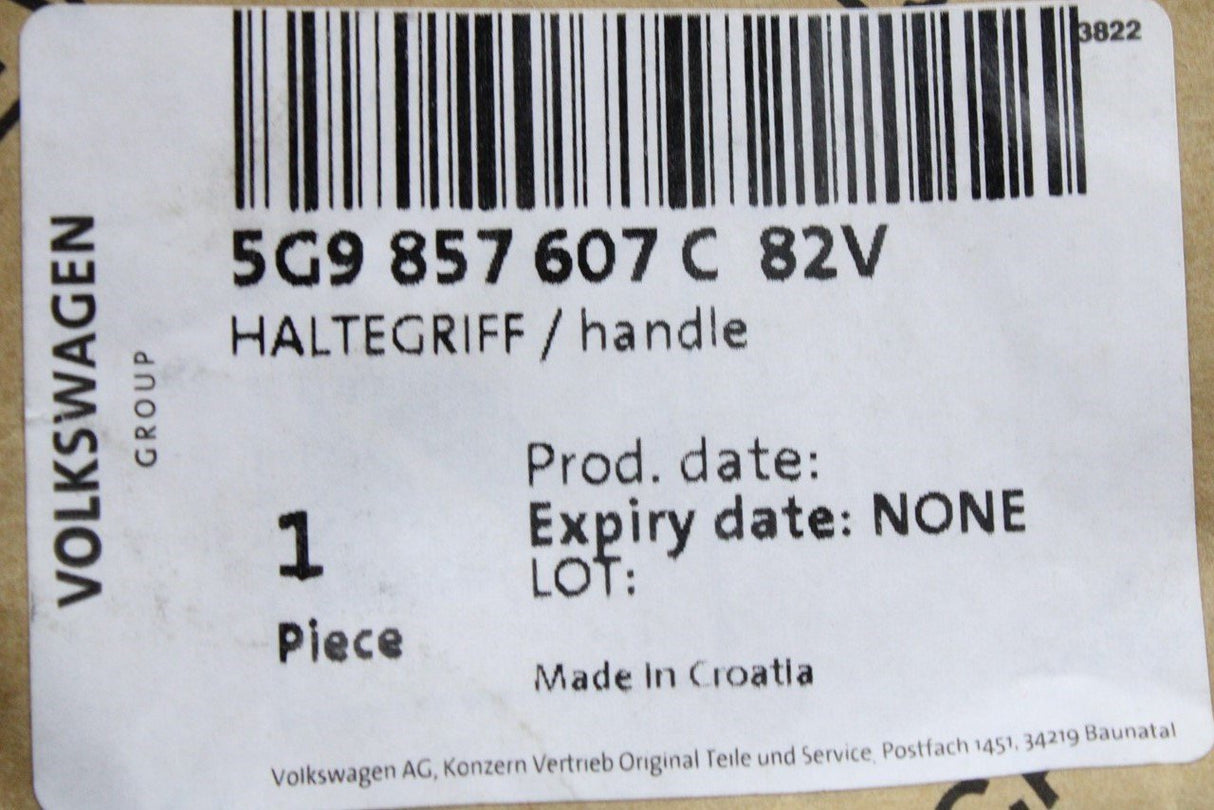 3822
5G9 857 607 C 82V
HALTEGRIFF / handle
VOLKSWAGEN
GROUP
Prod. date:
Expiry date: NONE
LOT:
1
Piece
Made In Croatia
Volkswagen AG, Konzern Vertrieb Original Teile und Service, Postfach 1451, 34219 Baunatal